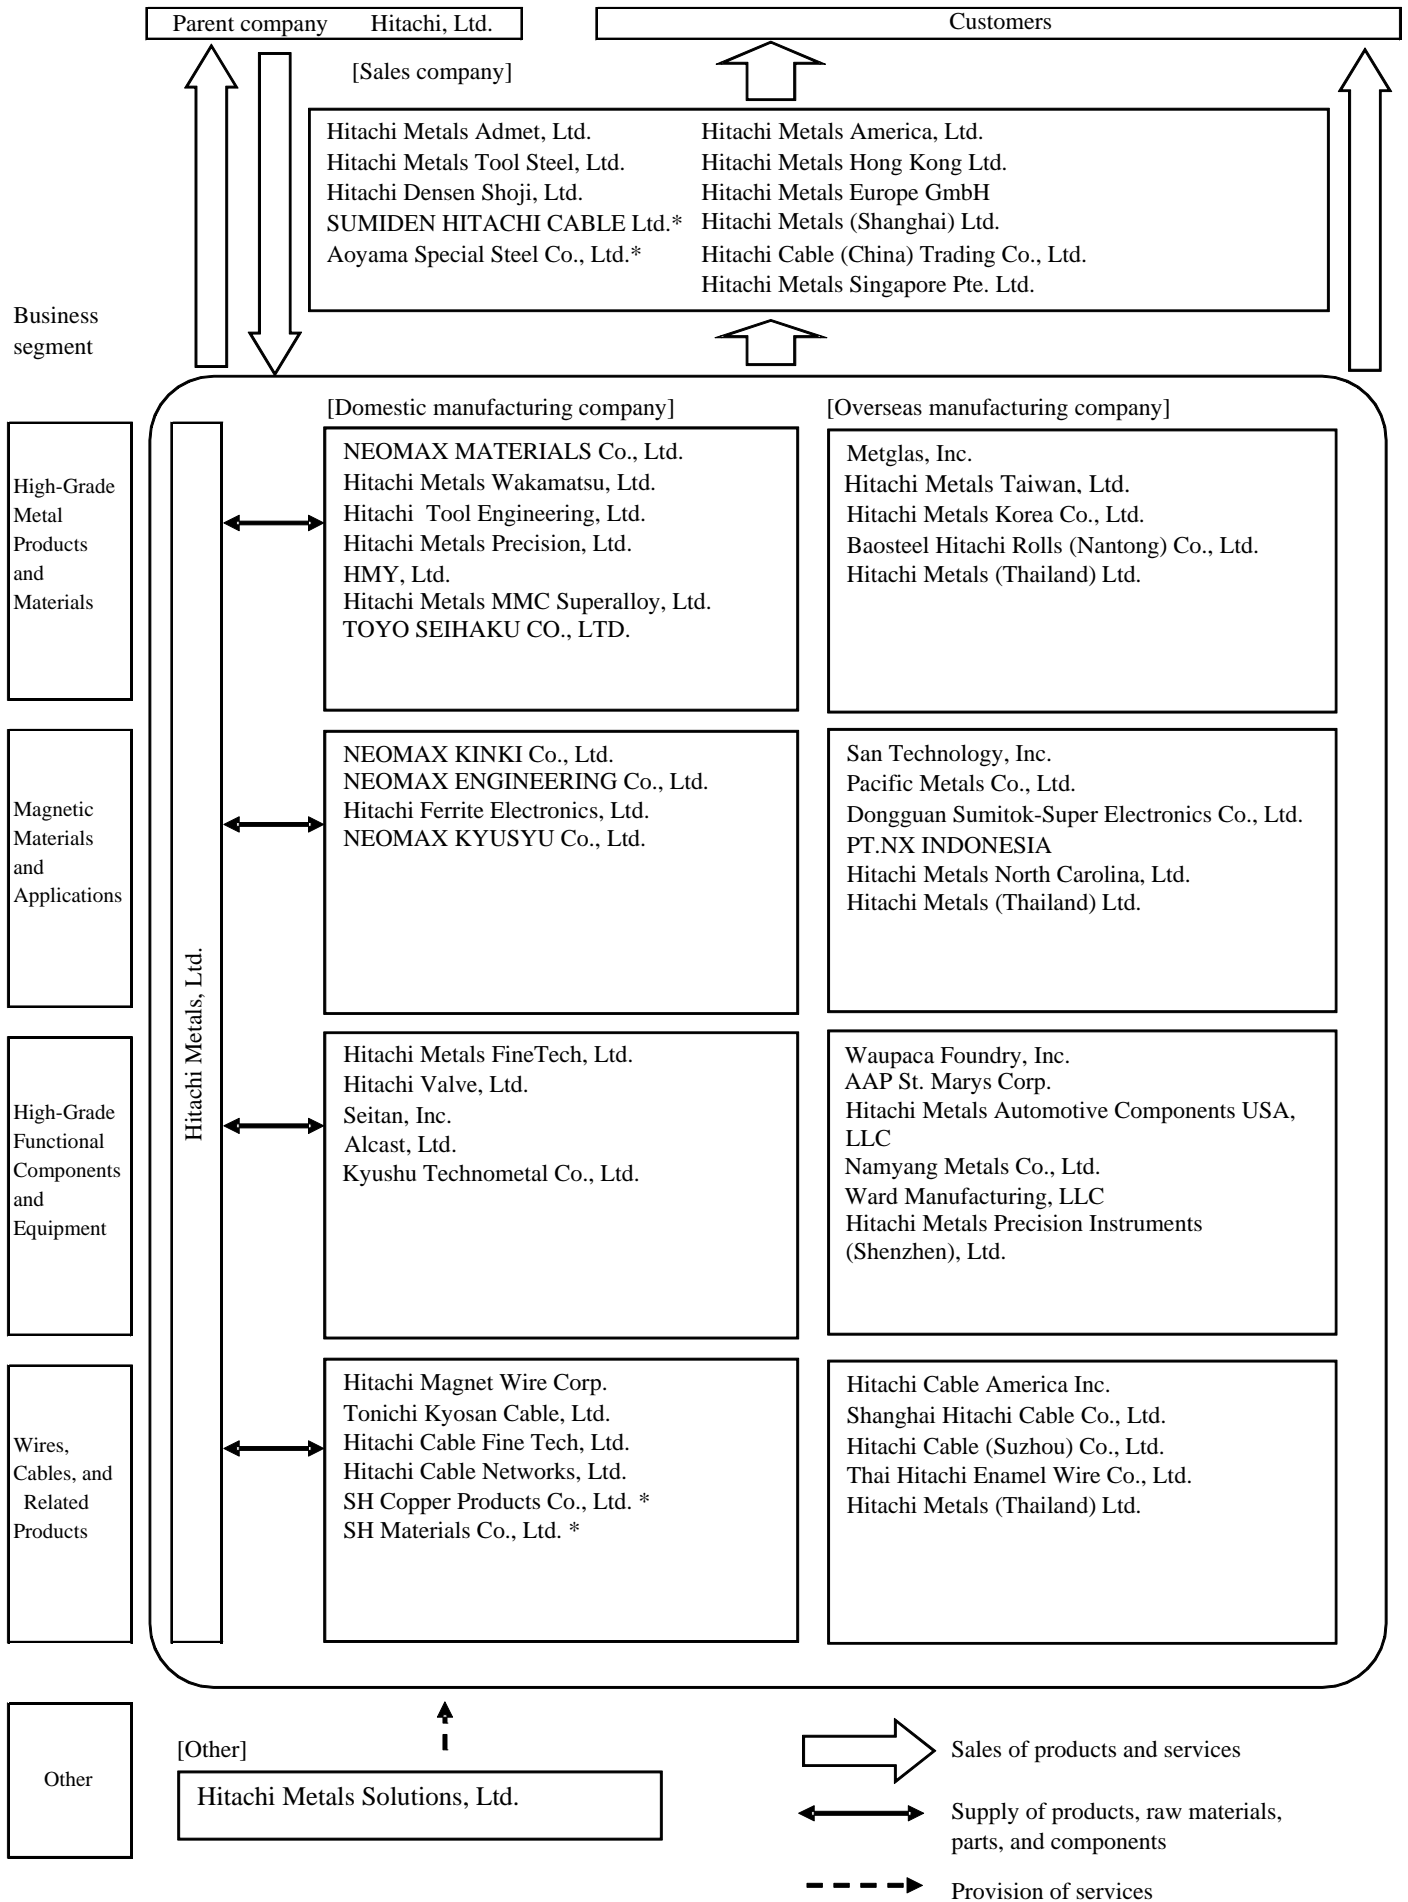 Parent company Hitachi, Ltd.
Customers
[Sales company]
Hitachi Metals Admet, Ltd.
Hitachi Metals Tool Steel, Ltd.
Hitachi Densen Shoji, Ltd.
SUMIDEN HITACHI CABLE Ltd.*
Aoyama Special Steel Co., Ltd.*
Hitachi Metals America, Ltd.
Hitachi Metals Hong Kong Ltd.
Hitachi Metals Europe GmbH
Hitachi Metals (Shanghai) Ltd.
Hitachi Cable (China) Trading Co., Ltd.
Hitachi Metals Singapore Pte. Ltd.
Business
segment
[Domestic manufacturing company]
[Overseas manufacturing company]
Hitachi Metals, Ltd.
High-Grade
Metal
Products
and
Materials
NEOMAX MATERIALS Co., Ltd.
Hitachi Metals Wakamatsu, Ltd.
Hitachi Tool Engineering, Ltd.
Hitachi Metals Precision, Ltd.
HMY, Ltd.
Hitachi Metals MMC Superalloy, Ltd.
TOYO SEIHAKU CO., LTD.
Metglas, Inc.
Hitachi Metals Taiwan, Ltd.
Hitachi Metals Korea Co., Ltd.
Baosteel Hitachi Rolls (Nantong) Co., Ltd.
Hitachi Metals (Thailand) Ltd.
Magnetic
Materials
and
Applications
NEOMAX KINKI Co., Ltd.
NEOMAX ENGINEERING Co., Ltd.
Hitachi Ferrite Electronics, Ltd.
NEOMAX KYUSYU Co., Ltd.
San Technology, Inc.
Pacific Metals Co., Ltd.
Dongguan Sumitok-Super Electronics Co., Ltd.
PT.NX INDONESIA
Hitachi Metals North Carolina, Ltd.
Hitachi Metals (Thailand) Ltd.
High-Grade
Functional
Components
and
Equipment
Hitachi Metals FineTech, Ltd.
Hitachi Valve, Ltd.
Seitan, Inc.
Alcast, Ltd.
Kyushu Technometal Co., Ltd.
Waupaca Foundry, Inc.
AAP St. Marys Corp.
Hitachi Metals Automotive Components USA,
LLC
Namyang Metals Co., Ltd.
Ward Manufacturing, LLC
Hitachi Metals Precision Instruments
(Shenzhen), Ltd.
Wires,
Cables, and
Related
Products
Hitachi Magnet Wire Corp.
Tonichi Kyosan Cable, Ltd.
Hitachi Cable Fine Tech, Ltd.
Hitachi Cable Networks, Ltd.
SH Copper Products Co., Ltd. *
SH Materials Co., Ltd. *
Hitachi Cable America Inc.
Shanghai Hitachi Cable Co., Ltd.
Hitachi Cable (Suzhou) Co., Ltd.
Thai Hitachi Enamel Wire Co., Ltd.
Hitachi Metals (Thailand) Ltd.
Other
[Other]
Hitachi Metals Solutions, Ltd.
Sales of products and services
Supply of products, raw materials,
parts, and components
Provision of services